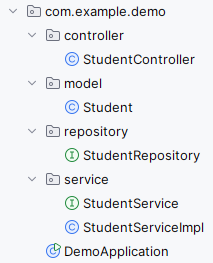 com.example.demo
controller
StudentController
model
Student
repository
StudentRepository
service
StudentService
StudentServiceImpl
DemoApplication